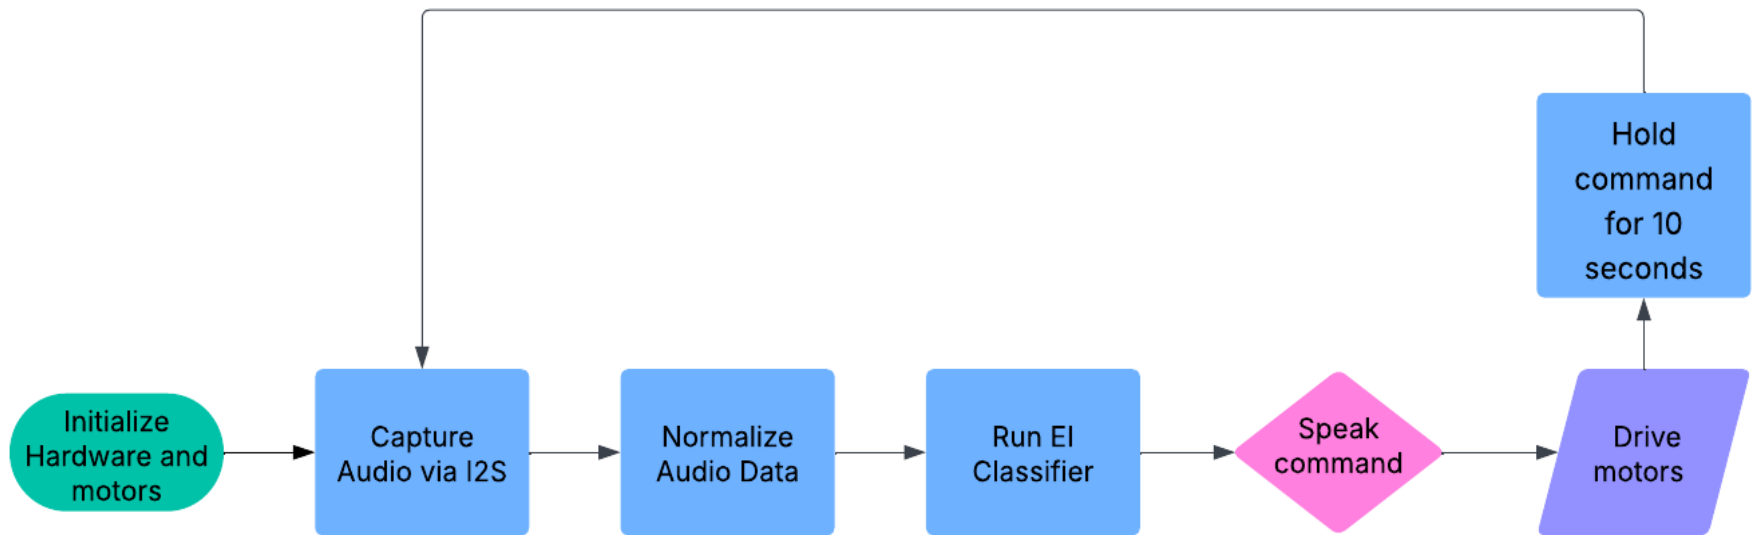 Initialize
Hardware and
motors
Capture
Audio via I2S
Normalize
Audio Data
Run EI
Classifier
Speak
command
Drive
motors
Hold
command
for 10
seconds